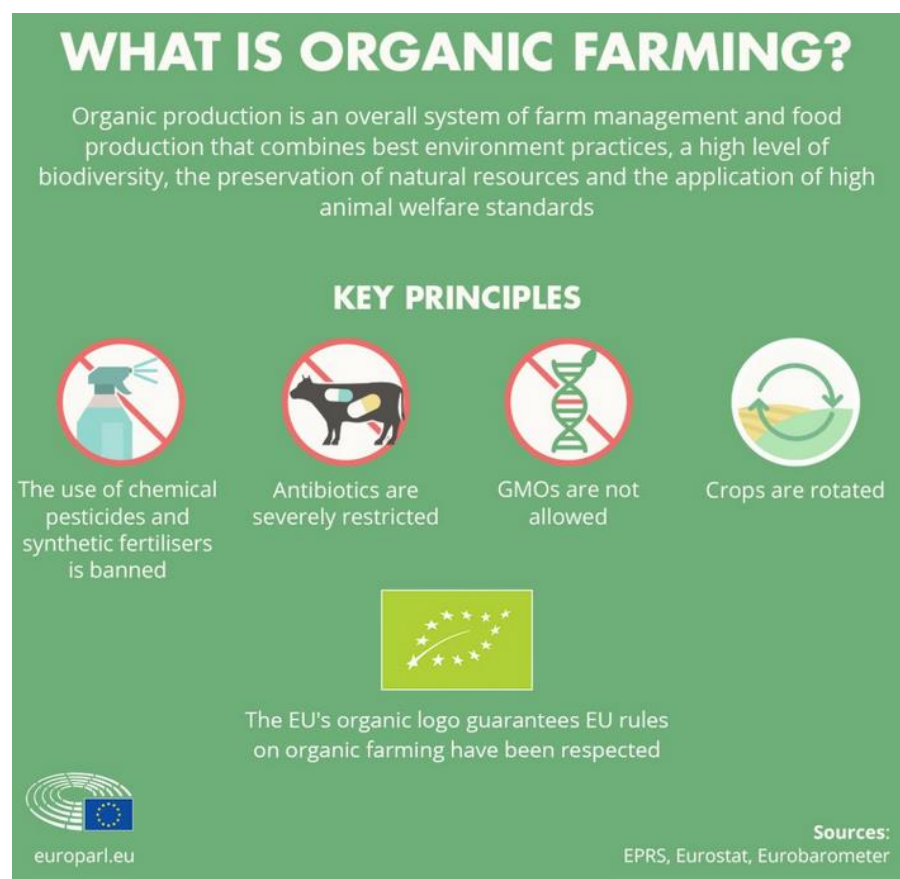 WHAT IS ORGANIC FARMING?
Organic production is an overall system of farm management and food
production that combines best environment practices, a high level of
biodiversity, the preservation of natural resources and the application of high
animal welfare standards
KEY PRINCIPLES
The use of chemical
pesticides and
synthetic fertilisers
is banned
Antibiotics are
severely restricted
GMOs are not
allowed
Crops are rotated
The EU's organic logo guarantees EU rules
on organic farming have been respected
europarl.eu
Sources:
EPRS, Eurostat, Eurobarometer